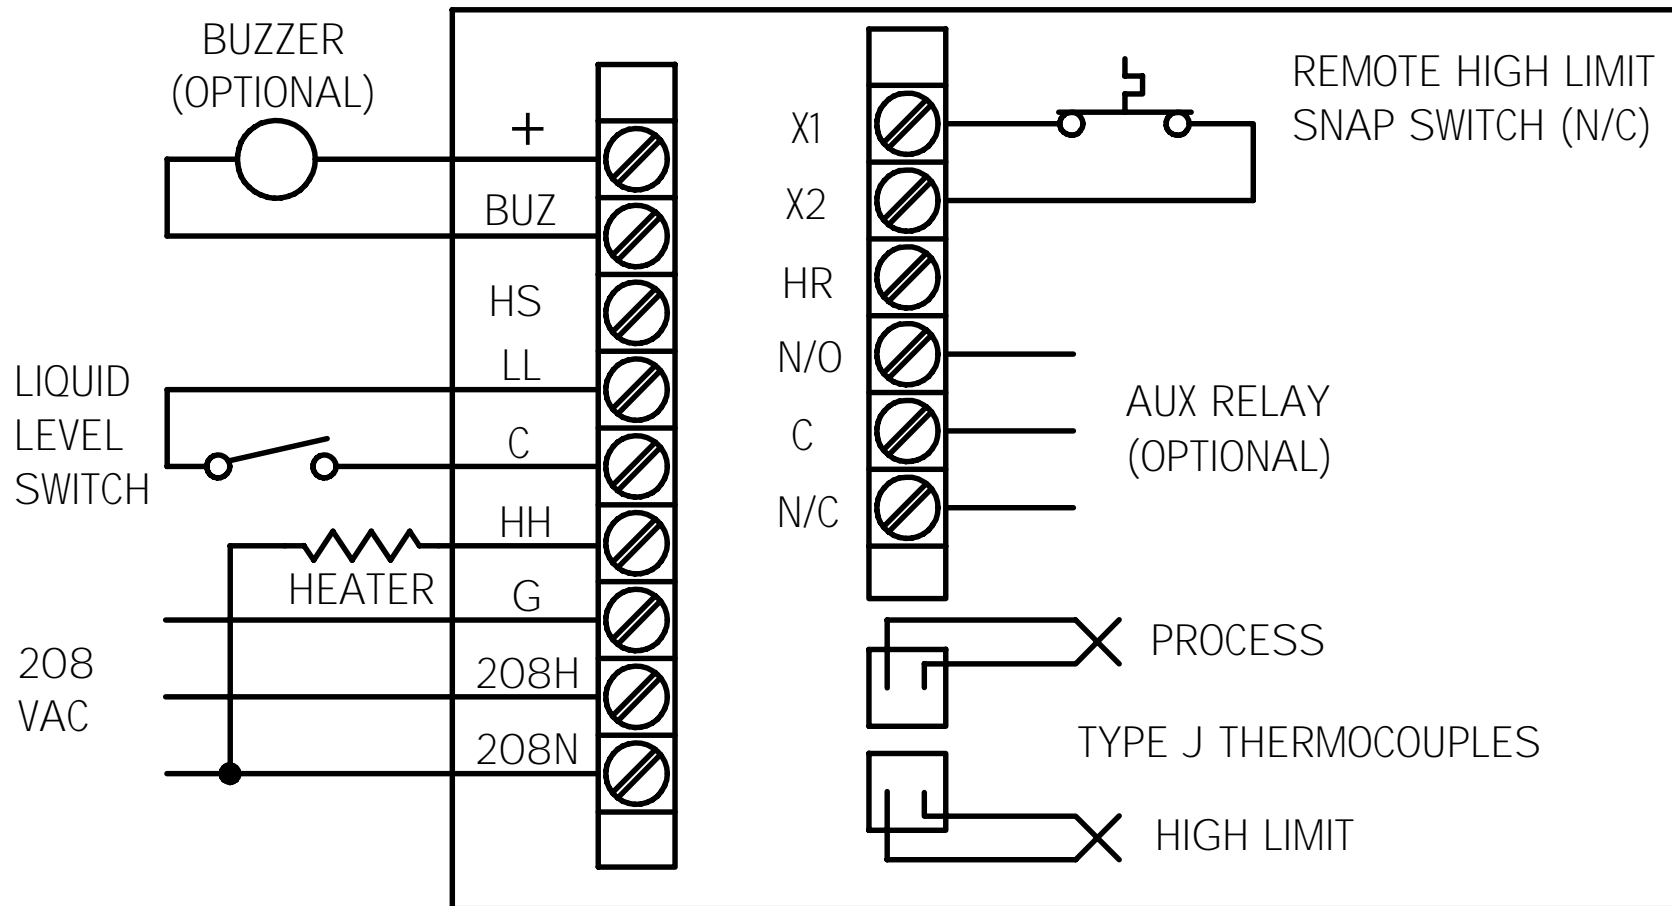 BUZZER
(OPTIONAL)
+
BUZ
HS
LL
LIQUID
LEVEL
SWITCH
C
HH
HEATER
G
208
VAC
208H
208N
X1
X2
HR
N/O
C
N/C
REMOTE HIGH LIMIT
SNAP SWITCH (N/C)
AUX RELAY
(OPTIONAL)
PROCESS
TYPE J THERMOCOUPLES
HIGH LIMIT